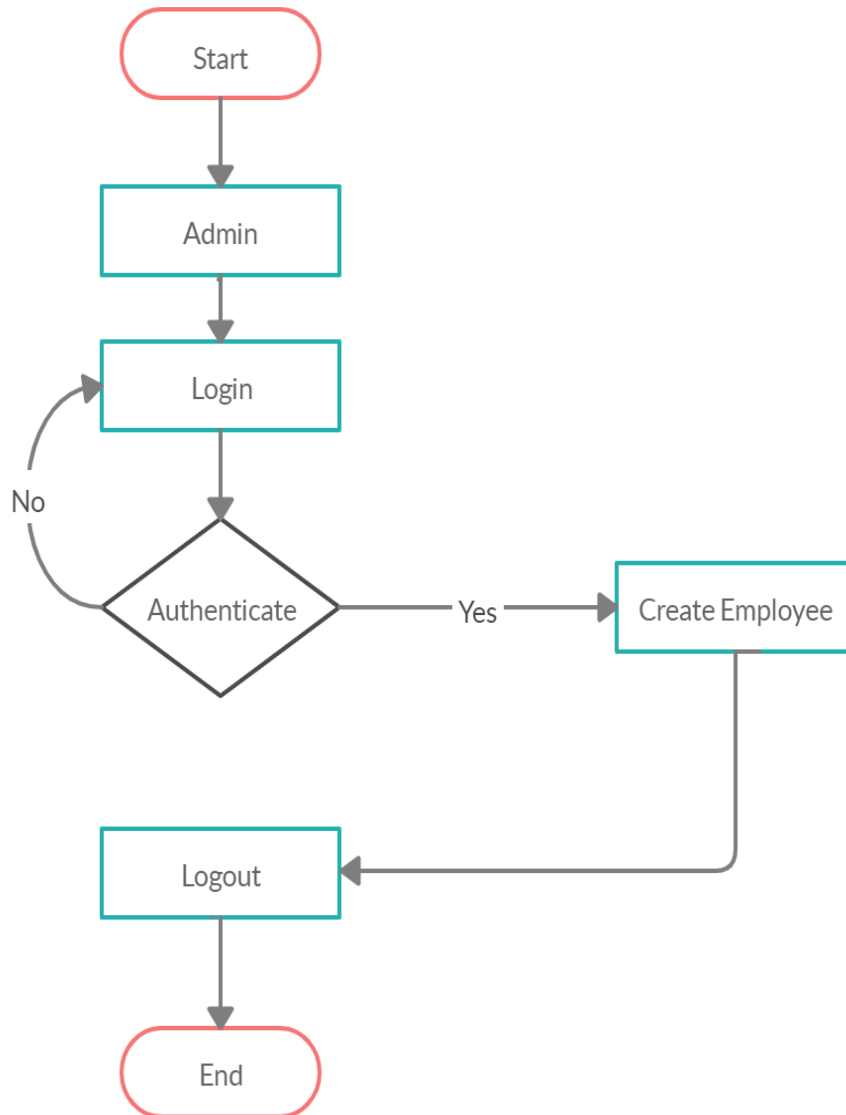 Start
Admin
Login
No
Authenticate
Yes
Create Employee
Logout
End